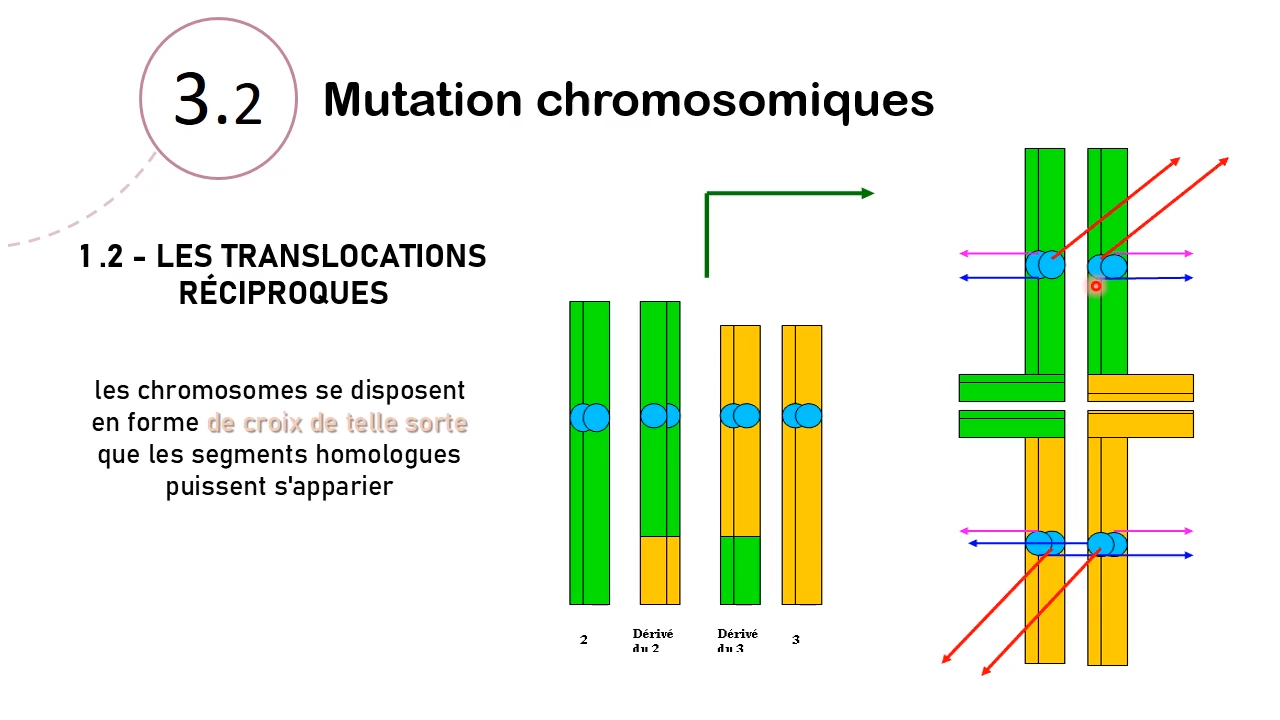 3.2
Mutation chromosomiques
1.2 - LES TRANSLOCATIONS
RÉCIPROQUES
les chromosomes se disposent
en forme de croix de telle sorte
que les segments homologues
puissent s'apparier
2
Dérivé
du 2
Dérivé
du 3
3